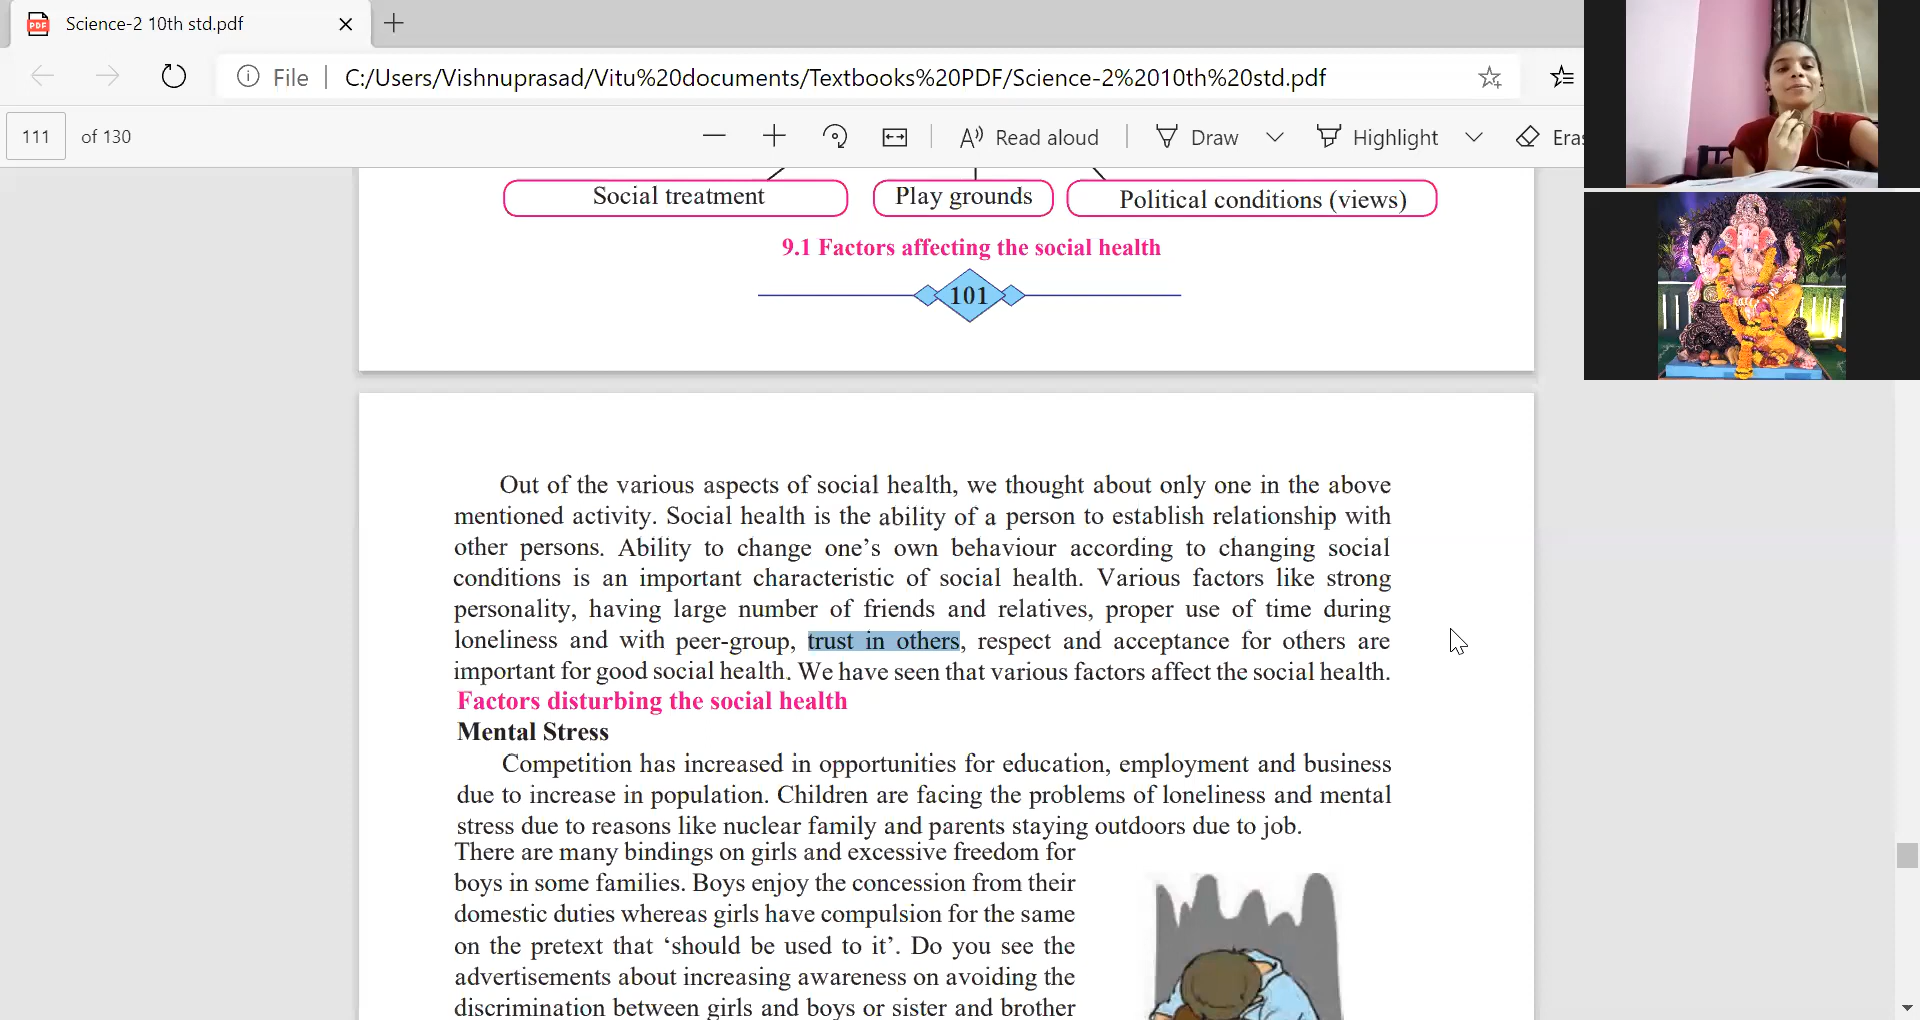 Science-2 10th std.pdf
File | C:/Users/Vishnuprasad/Vitu%20documents/Textbooks%20PDF/Science-2%2010th%20std.pdf
111 of 130 Read aloud Draw Highlight Eras
Social treatment Play grounds Political conditions (views)
9.1 Factors affecting the social health
101
Out of the various aspects of social health, we thought about only one in the above
mentioned activity. Social health is the ability of a person to establish relationship with
other persons. Ability to change one's own behaviour according to changing social
conditions is an important characteristic of social health. Various factors like strong
personality, having large number of friends and relatives, proper use of time during
loneliness and with peer-group, trust in others, respect and acceptance for others are
important for good social health. We have seen that various factors affect the social health.
Factors disturbing the social health
Mental Stress
Competition has increased in opportunities for education, employment and business
due to increase in population. Children are facing the problems of loneliness and mental
stress due to reasons like nuclear family and parents staying outdoors due to job.
There are many bindings on girls and excessive freedom for
boys in some families. Boys enjoy the concession from their
domestic duties whereas girls have compulsion for the same
on the pretext that ‘should be used to it’. Do you see the
advertisements about increasing awareness on avoiding the
discrimination between girls and boys or sister and brother